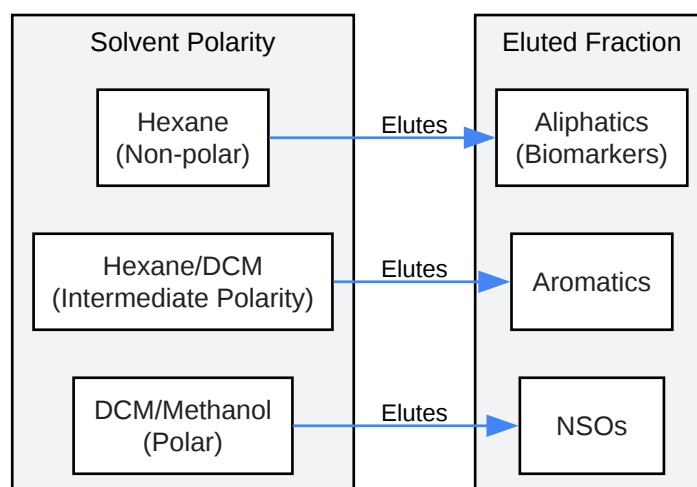 Solvent Polarity
Eluted Fraction
Hexane
(Non-polar)
Elutes
Aliphatics
(Biomarkers)
Hexane/DCM
(Intermediate Polarity)
Elutes
Aromatics
DCM/Methanol
(Polar)
Elutes
NSOs